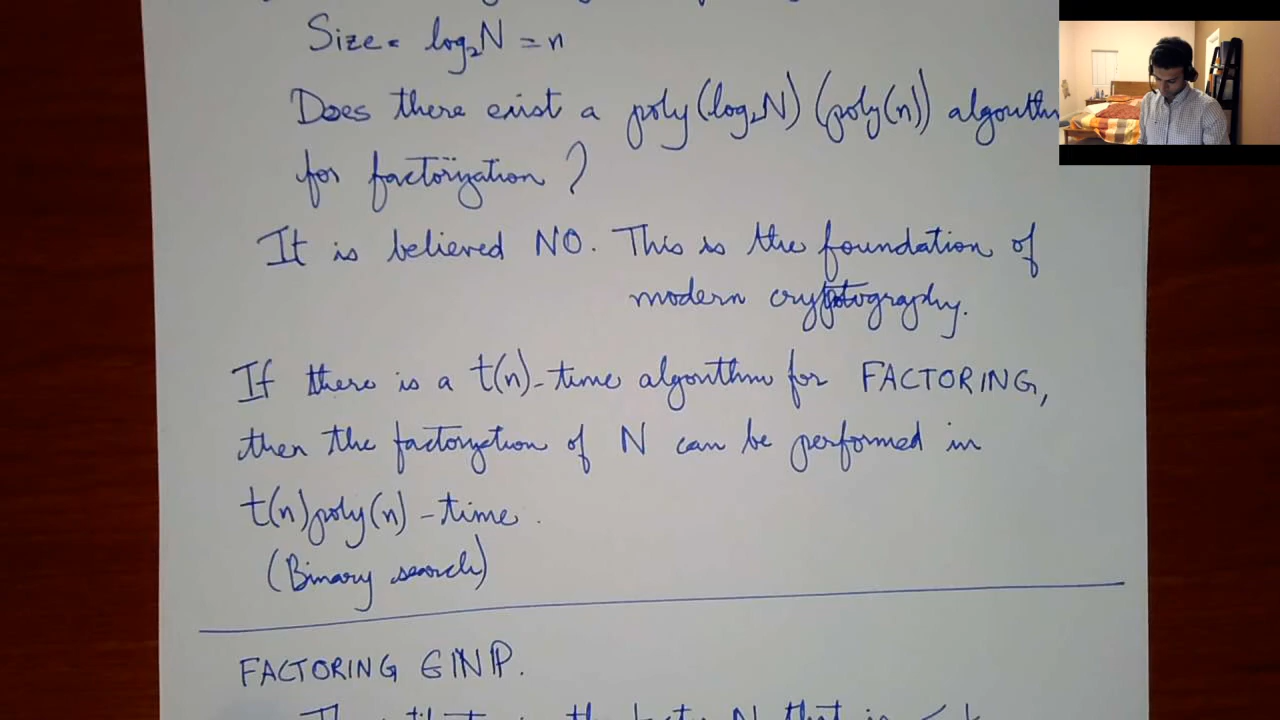 Size = log₂N = n
Does there exist a poly(log₂N) (poly(n)) algorithm
for factorization ?
It is believed NO. This is the foundation of
modern cryptography.
If there is a t(n)-time algorithm for FACTORING,
then the factorization of N can be performed in
t(n)poly(n)-time.
(Binary search)
FACTORING ∈ NP.